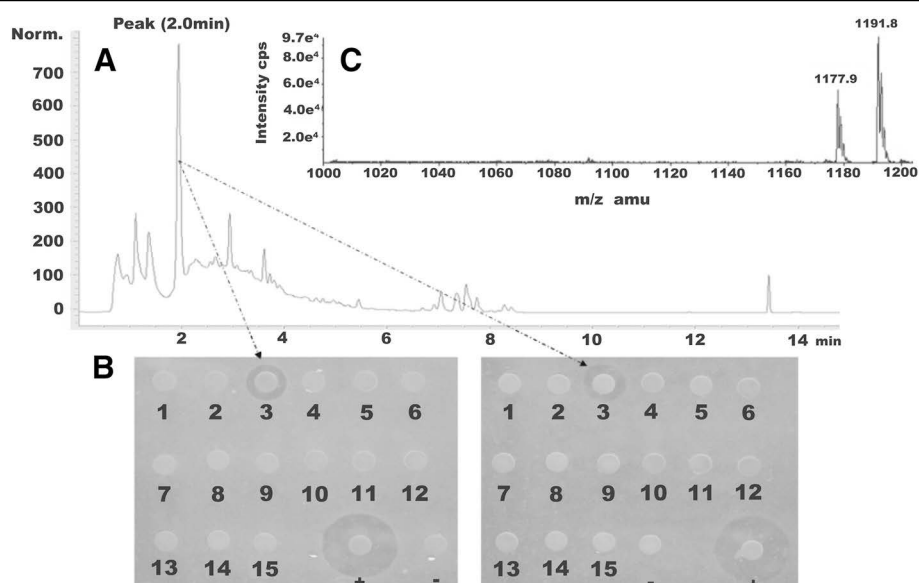 Peak (2.0min)
Norm.
A
700
600
500
400
300
200
100
0
2 4 6 8 10 12 14 min
C
Intensity cps
9.7e⁴
8.0e⁴
6.0e⁴
4.0e⁴
2.0e⁴
1177.9
1191.8
1000 1020 1040 1060 1080 1100 1120 1140 1160 1180 1200
m/z amu
B
1 2 3 4 5 6
7 8 9 10 11 12
13 14 15 + -
1 2 3 4 5 6
7 8 9 10 11 12
13 14 15 - +